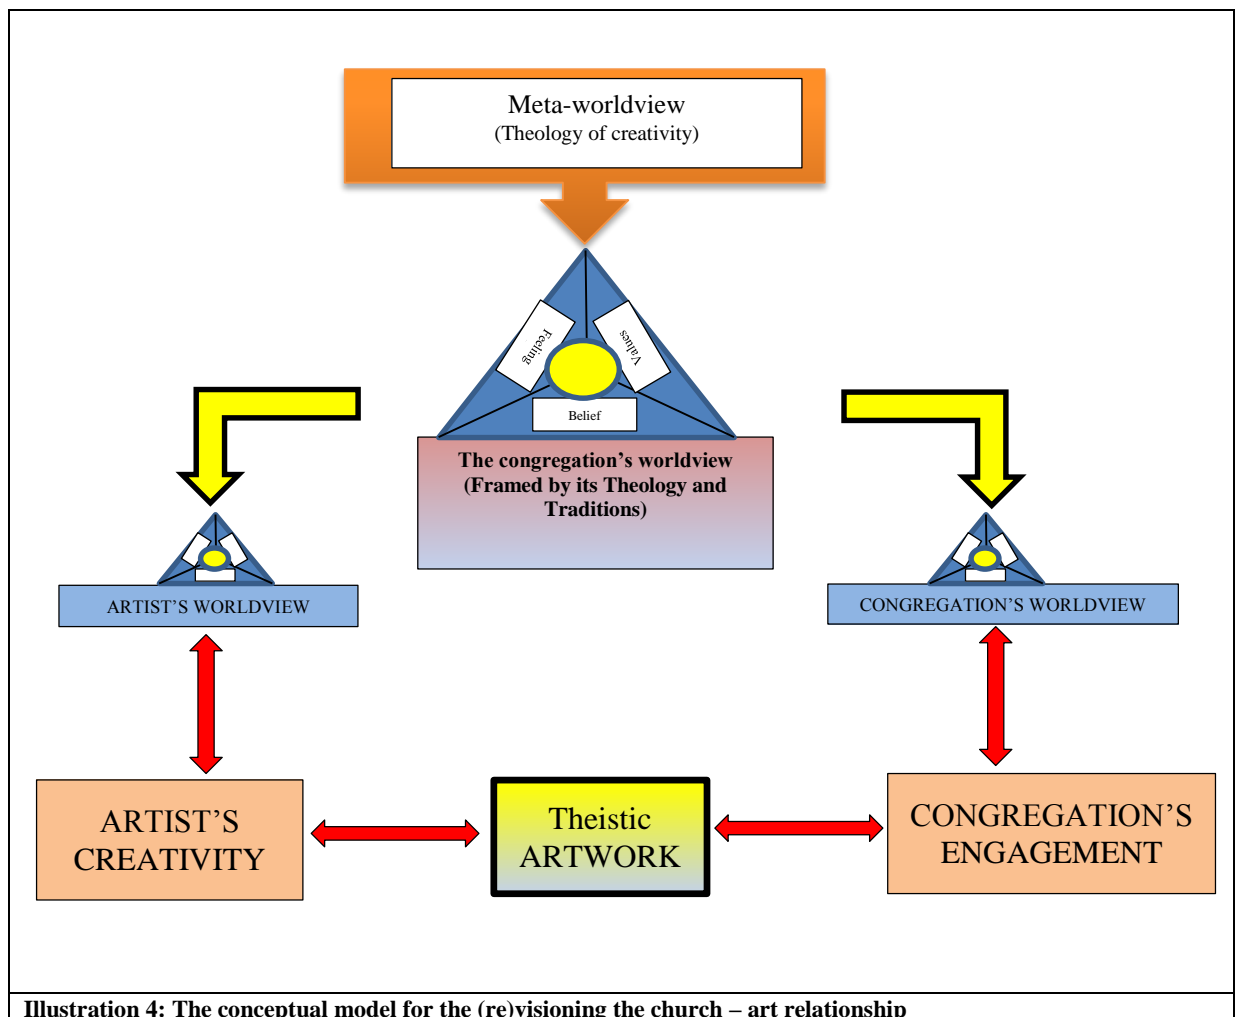 Meta-worldview
(Theology of creativity)
Feeling
Values
Belief
The congregation’s worldview
(Framed by its Theology and
Traditions)
ARTIST’S WORLDVIEW
CONGREGATION’S WORLDVIEW
ARTIST’S
CREATIVITY
Theistic
ARTWORK
CONGREGATION’S
ENGAGEMENT
Illustration 4: The conceptual model for the (re)visioning the church – art relationship